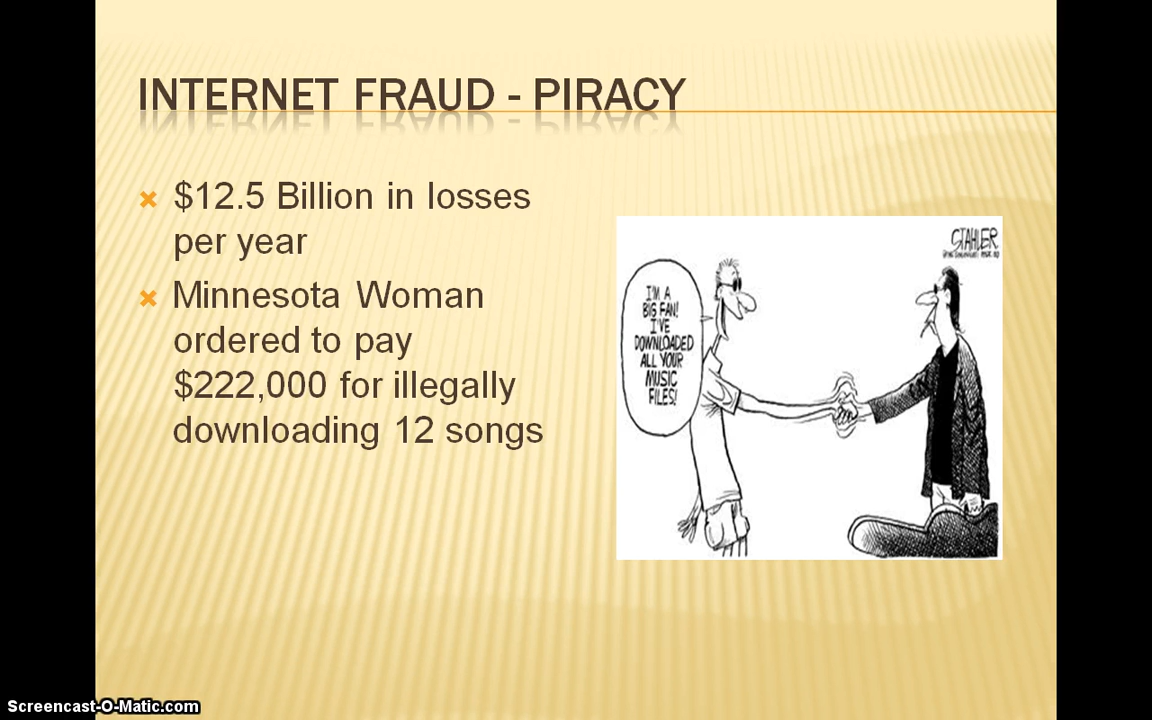 INTERNET FRAUD - PIRACY
$12.5 Billion in losses
per year
Minnesota Woman
ordered to pay
$222,000 for illegally
downloading 12 songs
STAHLER
I'M A
BIG FAN!
I'VE
DOWNLOADED
ALL YOUR
MUSIC
FILES!
Screencast-O-Matic.com